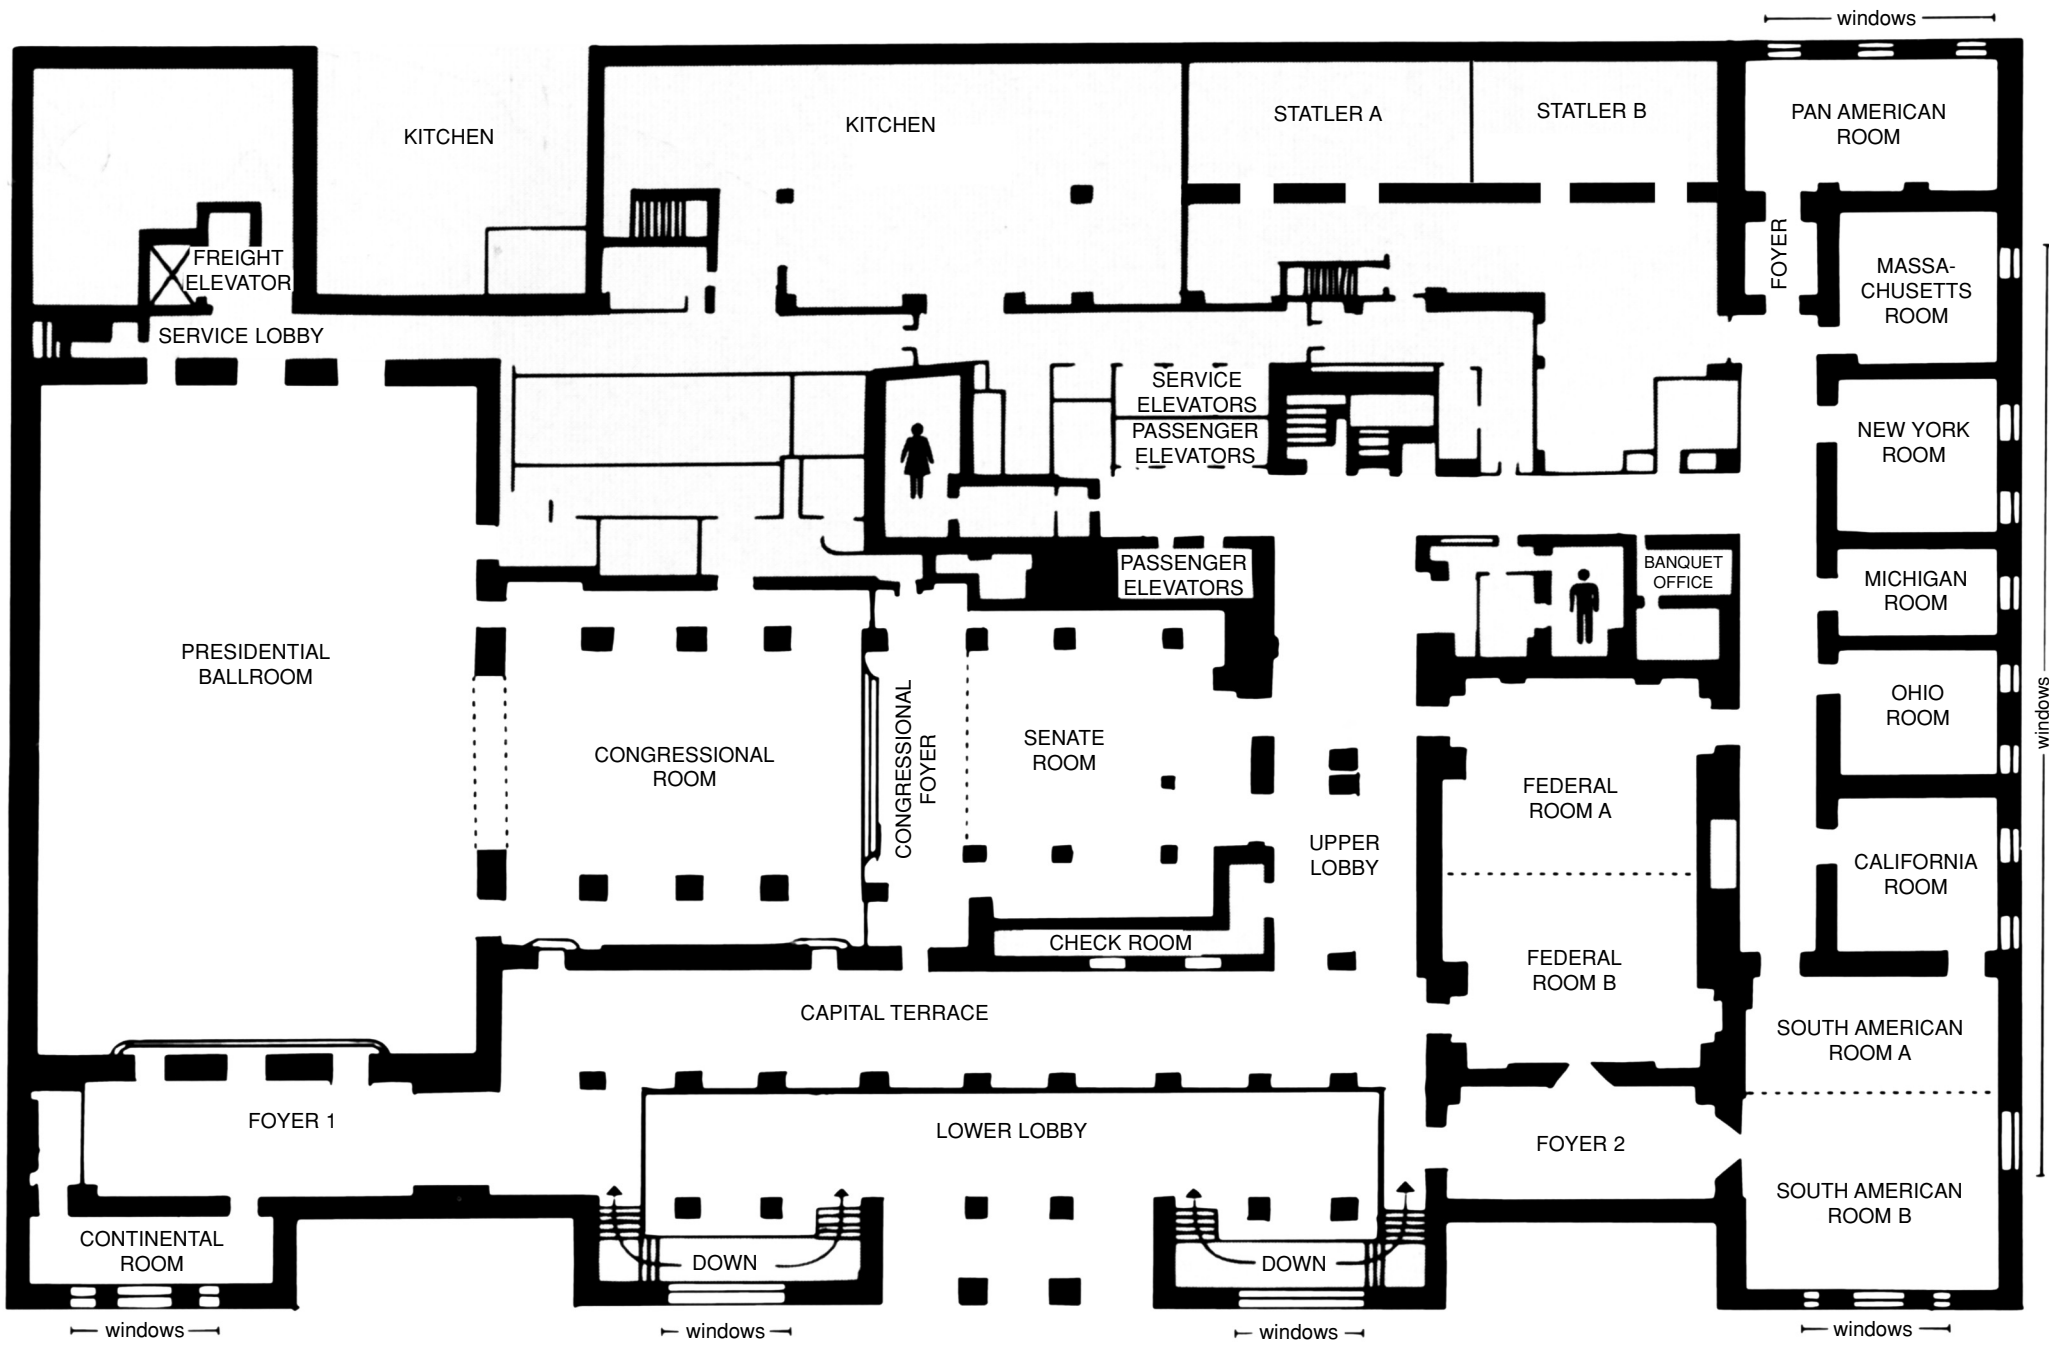 windows
KITCHEN
KITCHEN
STATLER A
STATLER B
PAN AMERICAN
ROOM
FREIGHT
ELEVATOR
FOYER
MASSA-
CHUSETTS
ROOM
SERVICE LOBBY
SERVICE
ELEVATORS
PASSENGER
ELEVATORS
NEW YORK
ROOM
PASSENGER
ELEVATORS
BANQUET
OFFICE
MICHIGAN
ROOM
PRESIDENTIAL
BALLROOM
CONGRESSIONAL
ROOM
CONGRESSIONAL
FOYER
SENATE
ROOM
OHIO
ROOM
windows
FEDERAL
ROOM A
UPPER
LOBBY
CALIFORNIA
ROOM
CHECK ROOM
FEDERAL
ROOM B
CAPITAL TERRACE
SOUTH AMERICAN
ROOM A
FOYER 1
LOWER LOBBY
FOYER 2
SOUTH AMERICAN
ROOM B
CONTINENTAL
ROOM
DOWN
DOWN
windows
windows
windows
windows